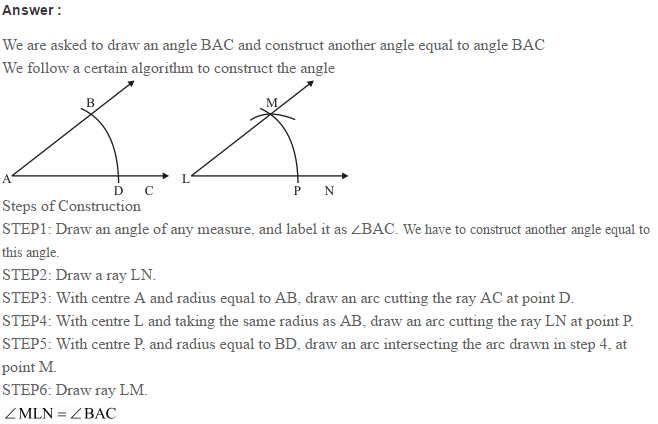 Answer :
We are asked to draw an angle BAC and construct another angle equal to angle BAC
We follow a certain algorithm to construct the angle
B M
A L
D C P N
Steps of Construction
STEP1: Draw an angle of any measure, and label it as ∠BAC. We have to construct another angle equal to
this angle.
STEP2: Draw a ray LN.
STEP3: With centre A and radius equal to AB, draw an arc cutting the ray AC at point D.
STEP4: With centre L and taking the same radius as AB, draw an arc cutting the ray LN at point P.
STEP5: With centre P, and radius equal to BD, draw an arc intersecting the arc drawn in step 4, at
point M.
STEP6: Draw ray LM.
∠MLN = ∠BAC